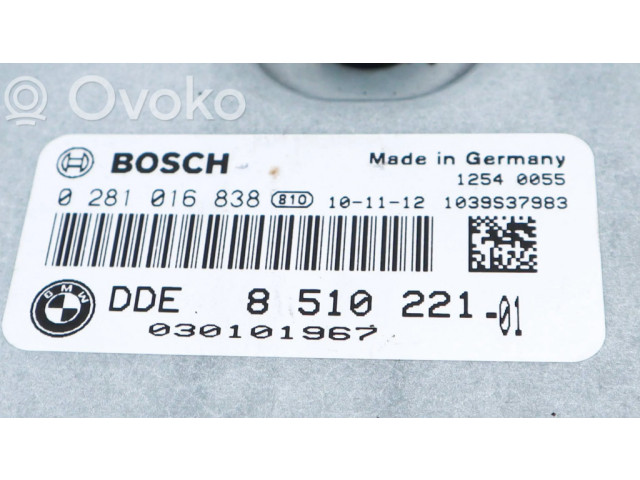 Ovoko
BOSCH Made in Germany
1254 0055
0 281 016 838 810 10-11-12 1039S37983
BMW DDE 8 510 221-01
030101967